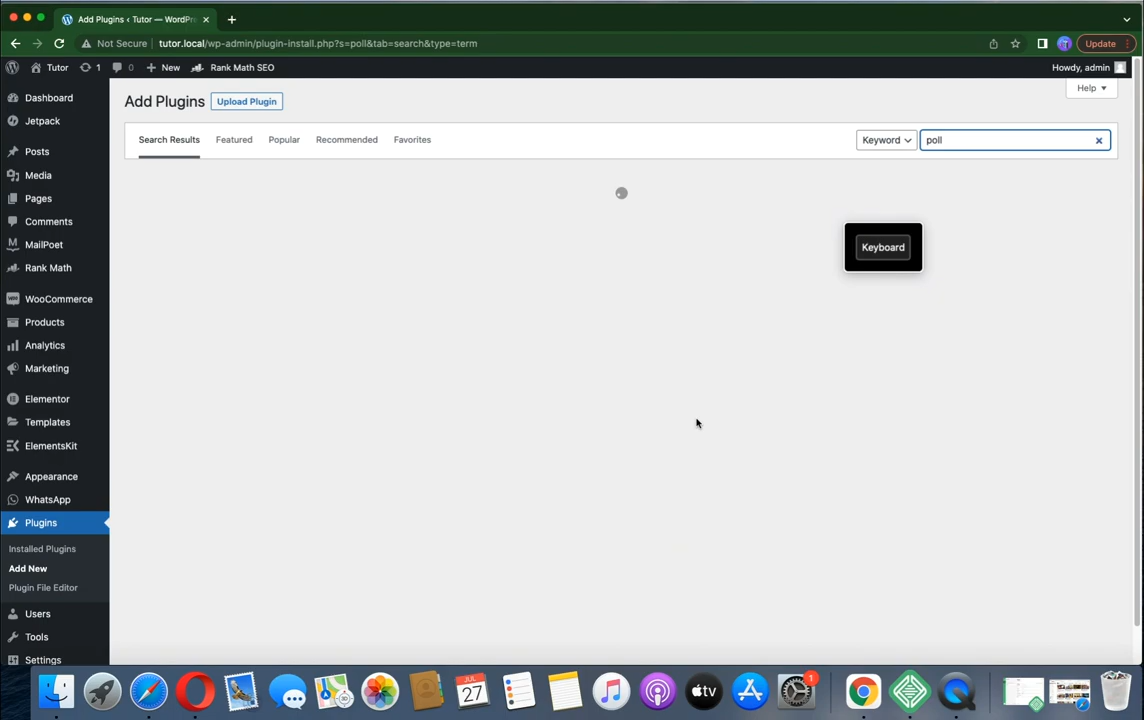 Add Plugins ‹ Tutor — WordPr
Not Secure
tutor.local/wp-admin/plugin-install.php?s=poll&tab=search&type=term
Update
Tutor
1
0
New
Rank Math SEO
Howdy, admin
Dashboard
Jetpack
Posts
Media
Pages
Comments
MailPoet
Rank Math
WooCommerce
Products
Analytics
Marketing
Elementor
Templates
ElementsKit
Appearance
WhatsApp
Plugins
Installed Plugins
Add New
Plugin File Editor
Users
Tools
Settings
Help
Add Plugins
Upload Plugin
Search Results
Featured
Popular
Recommended
Favorites
Keyword
poll
Keyboard
JUL
27
tv
1